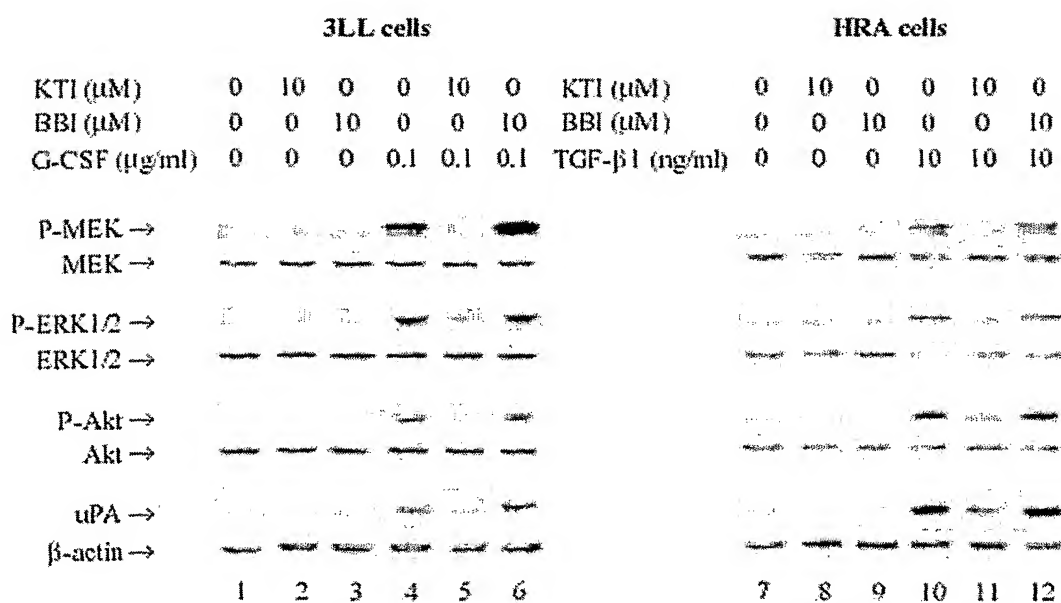 3LL cells HRA cells
KTI (μM) 0 10 0 0 10 0 KTI (μM) 0 10 0 0 10 0
BBI (μM) 0 0 10 0 0 10 BBI (μM) 0 0 10 0 0 10
G-CSF (μg/ml) 0 0 0 0.1 0.1 0.1 TGF-β1 (ng/ml) 0 0 0 10 10 10
P-MEK →
MEK →
P-ERK1/2 →
ERK1/2 →
P-Akt →
Akt →
uPA →
β-actin →
1 2 3 4 5 6 7 8 9 10 11 12